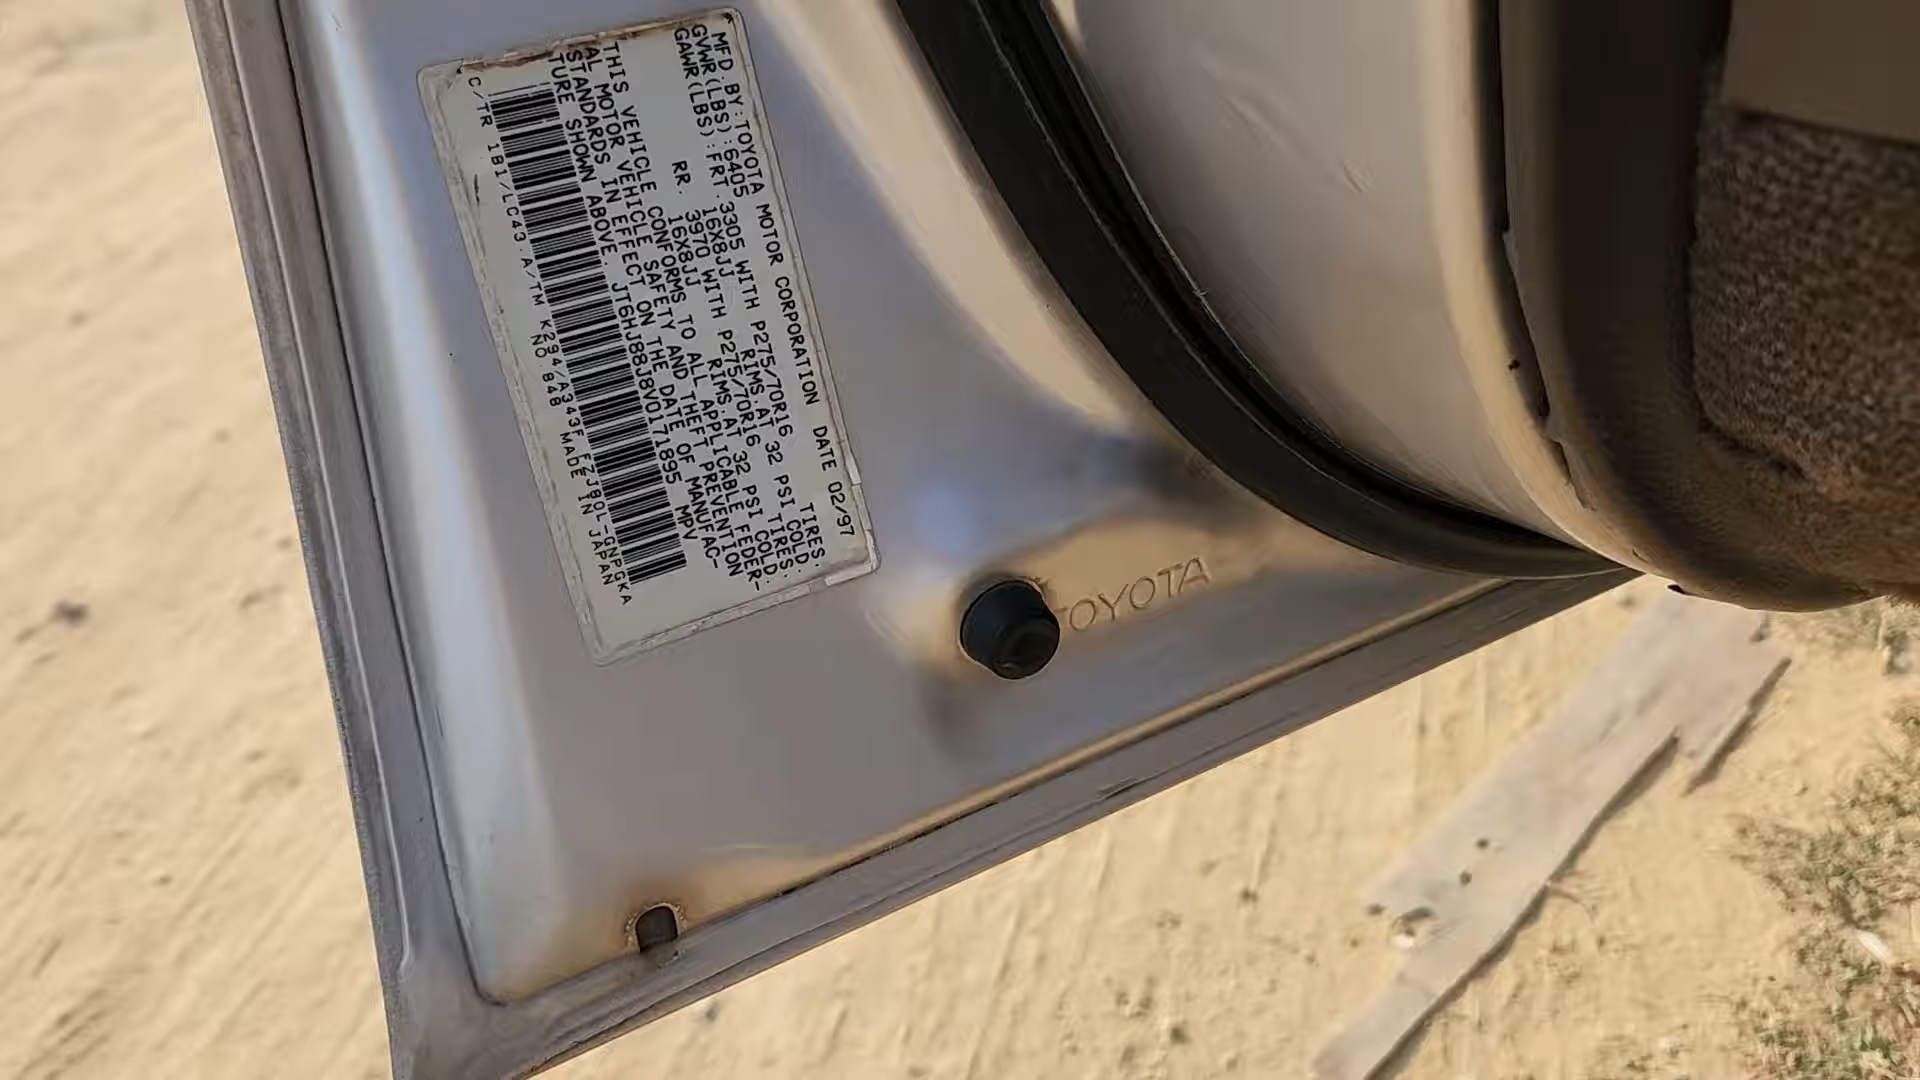 MFD.BY:TOYOTA MOTOR CORPORATION DATE 02/97
GVWR(LBS):6405
GAWR(LBS):FRT.3305 WITH P275/70R16 TIRES.
16X8JJ RIMS.AT 32 PSI COLD.
RR. 3970 WITH P275/70R16 TIRES.
16X8JJ RIMS.AT 32 PSI COLD.
THIS VEHICLE CONFORMS TO ALL APPLICABLE FEDER-
AL MOTOR VEHICLE SAFETY AND THEFT PREVENTION
STANDARDS IN EFFECT ON THE DATE OF MANUFAC-
TURE SHOWN ABOVE. JT6HJ88J8V0171895 MPV
C/TR 1B1/LC43.A/TM K294/A343F FZJ80L-GNPGKA
NO.848 MADE IN JAPAN
TOYOTA